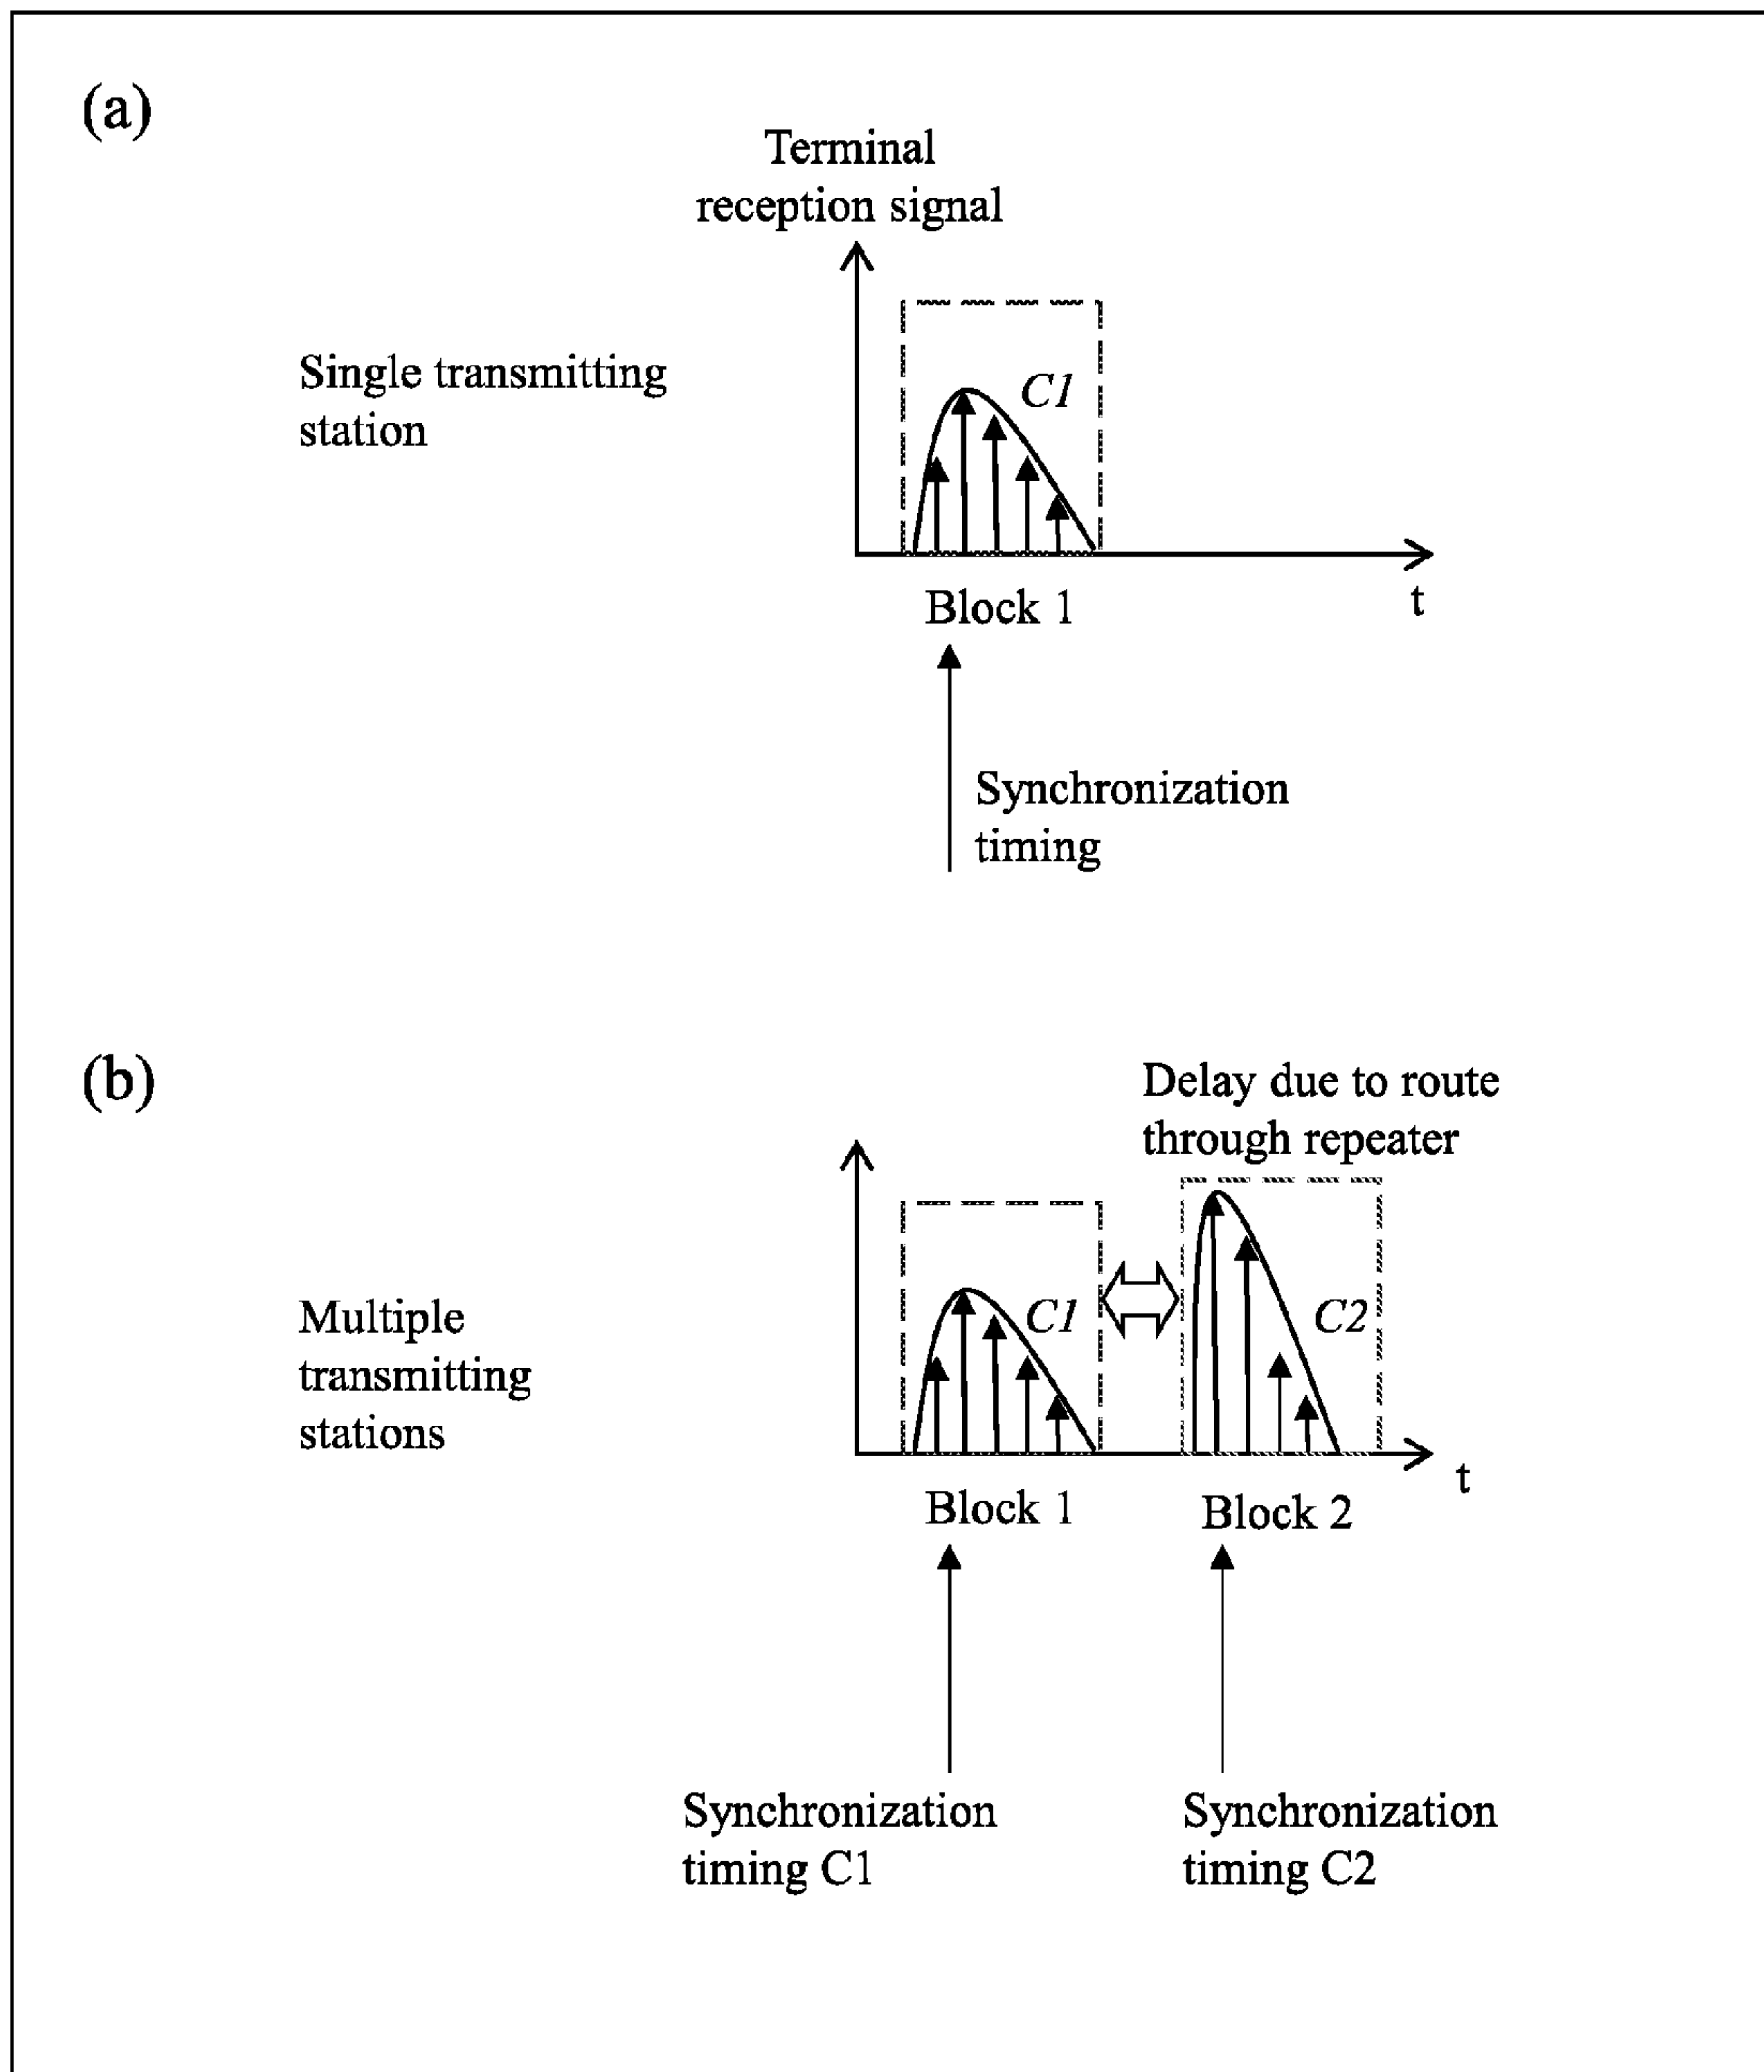 (a)
Terminal
reception signal
Single transmitting
station
C1
Block 1
t
Synchronization
timing
(b)
Delay due to route
through repeater
Multiple
transmitting
stations
C1
C2
Block 1
Block 2
t
Synchronization
timing C1
Synchronization
timing C2